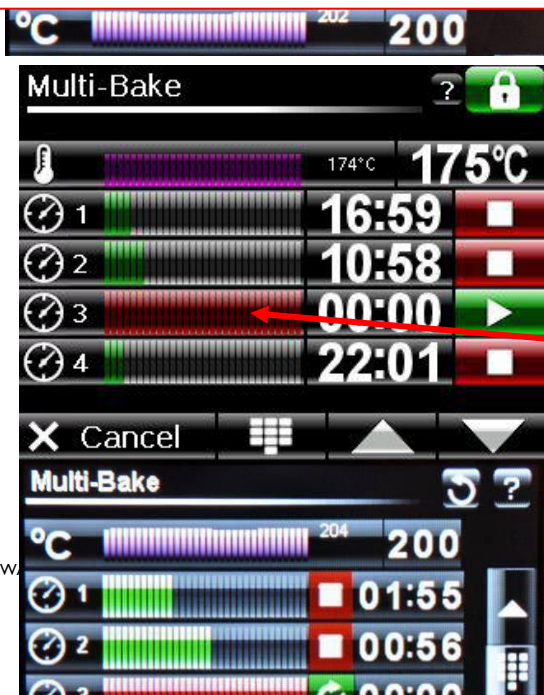 °C 202 200
Multi-Bake ?
174°C 175°C
1 16:59
2 10:58
3 00:00
4 22:01
X Cancel
Multi-Bake ?
°C 204 200
w
1 01:55
2 00:56